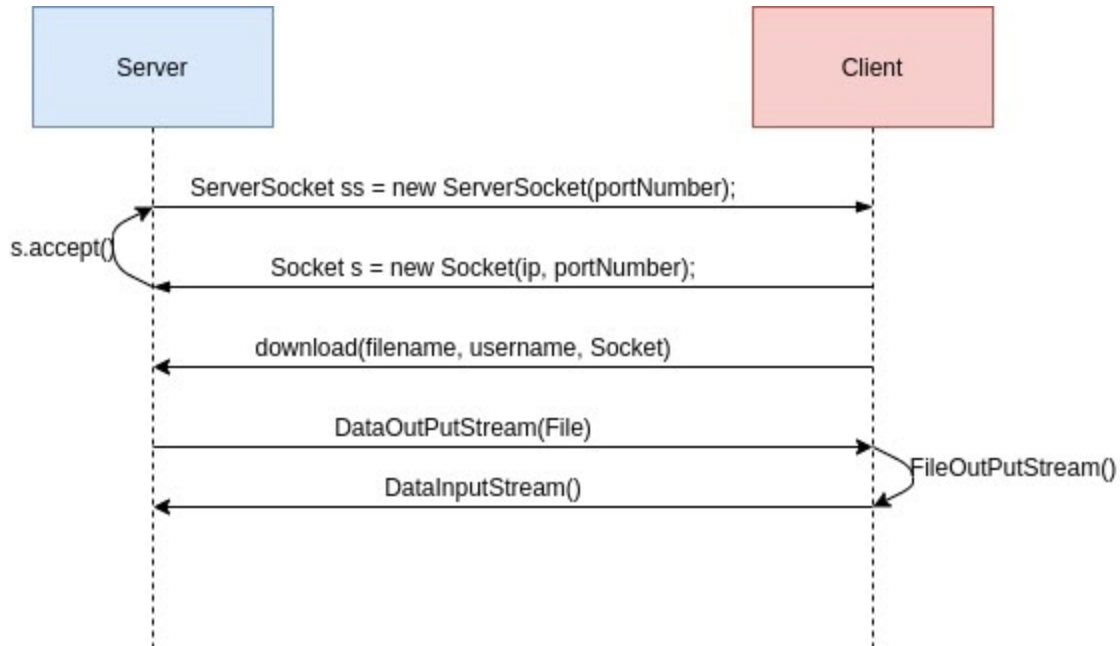 Server
Client
ServerSocket ss = new ServerSocket(portNumber);
s.accept()
Socket s = new Socket(ip, portNumber);
download(filename, username, Socket)
DataOutPutStream(File)
FileOutPutStream()
DataInputStream()